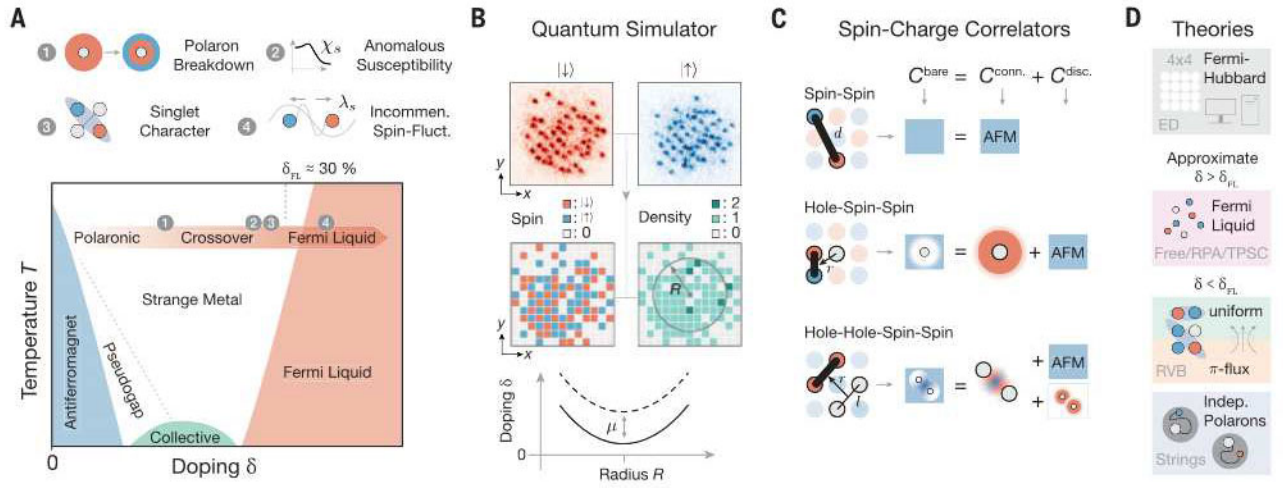 A
1
Polaron
Breakdown
2
χs
Anomalous
Susceptibility
3
Singlet
Character
4
λs
Incommen.
Spin-Fluct.
δFL ≈ 30 %
1
2
3
4
Polaronic
Crossover
Fermi Liquid
Strange Metal
Temperature T
Antiferromagnet
Pseudogap
Fermi Liquid
Collective
0
Doping δ
B
Quantum Simulator
|↓⟩
|↑⟩
y
x
y
x
Spin
: |↓⟩
: |↑⟩
: 0
Density
: 2
: 1
: 0
R
y
x
Doping δ
μ
0
Radius R
C
Spin-Charge Correlators
Cbare = Cconn. + Cdisc.
Spin-Spin
d
=
AFM
Hole-Spin-Spin
r
=
+
AFM
Hole-Hole-Spin-Spin
r
l
=
+
AFM
+
D
Theories
4x4
Fermi-
Hubbard
ED
Approximate
δ > δFL
Fermi
Liquid
Free/RPA/TPSC
δ < δFL
uniform
RVB
π-flux
Indep.
Polarons
Strings